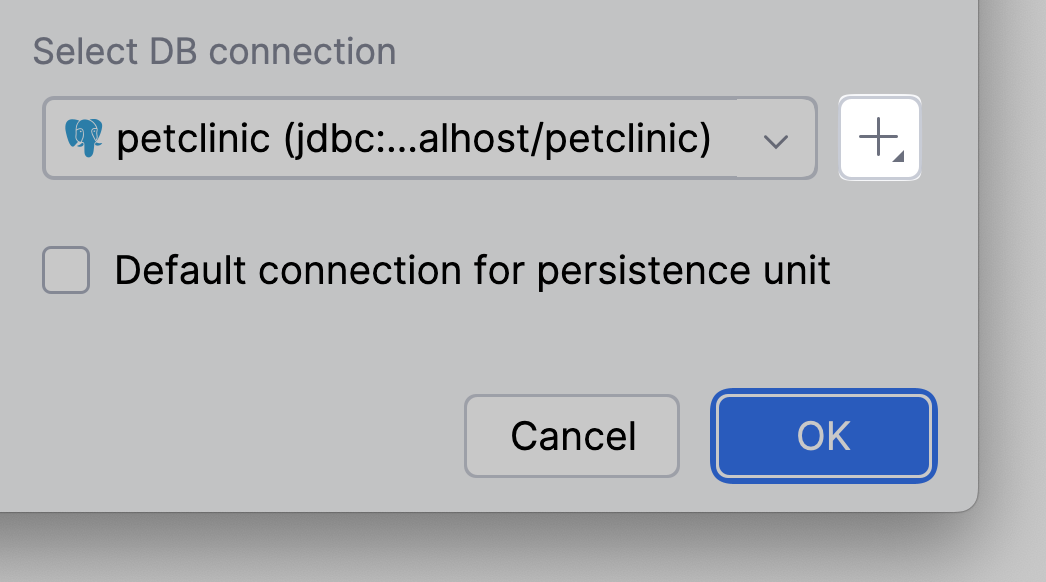 Select DB connection
petclinic (jdbc:...alhost/petclinic)
Default connection for persistence unit
Cancel
OK